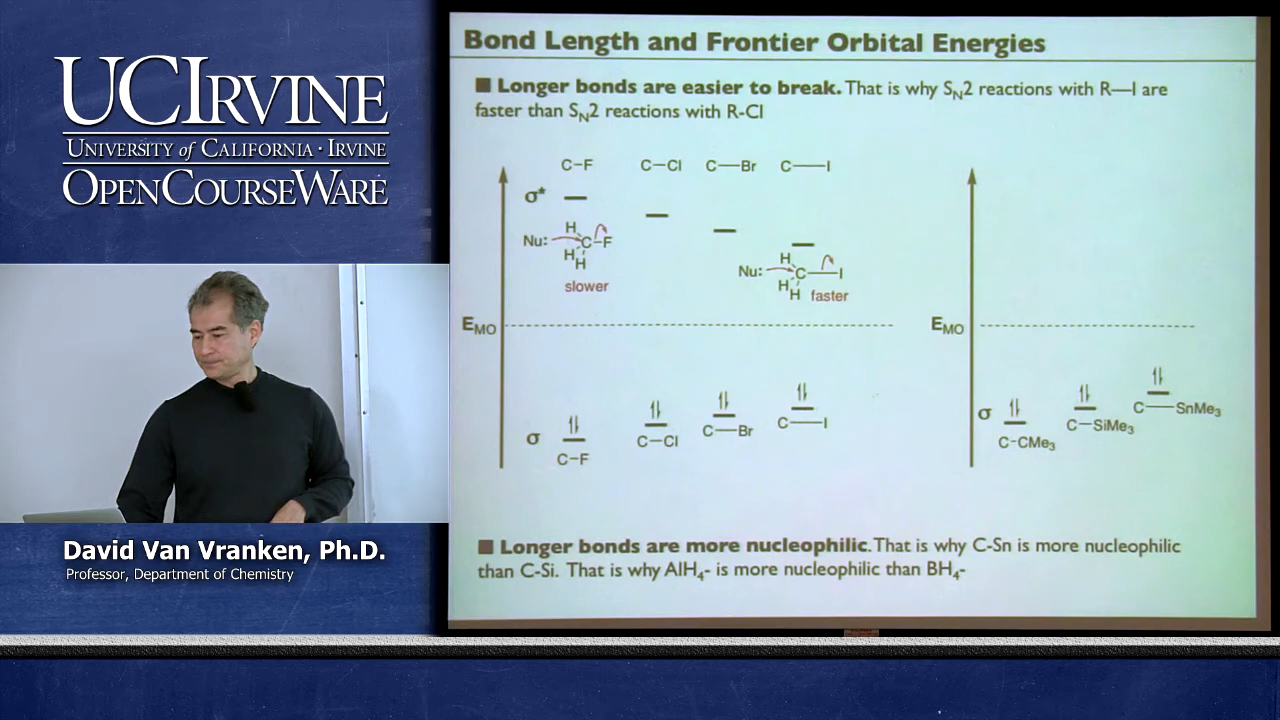 UCIRVINE
UNIVERSITY of CALIFORNIA · IRVINE
OPENCOURSEWARE
David Van Vranken, Ph.D.
Professor, Department of Chemistry
Bond Length and Frontier Orbital Energies
■ Longer bonds are easier to break. That is why SN2 reactions with R—I are
faster than SN2 reactions with R-Cl
C–F C–Cl C—Br C—I
σ*
Nu: H C–F H H
slower
Nu: H C—I H H
faster
EMO
σ
C–F
C–Cl
C—Br
C—I
EMO
σ
C-CMe3
C–SiMe3
C—SnMe3
■ Longer bonds are more nucleophilic. That is why C-Sn is more nucleophilic
than C-Si. That is why AlH4- is more nucleophilic than BH4-